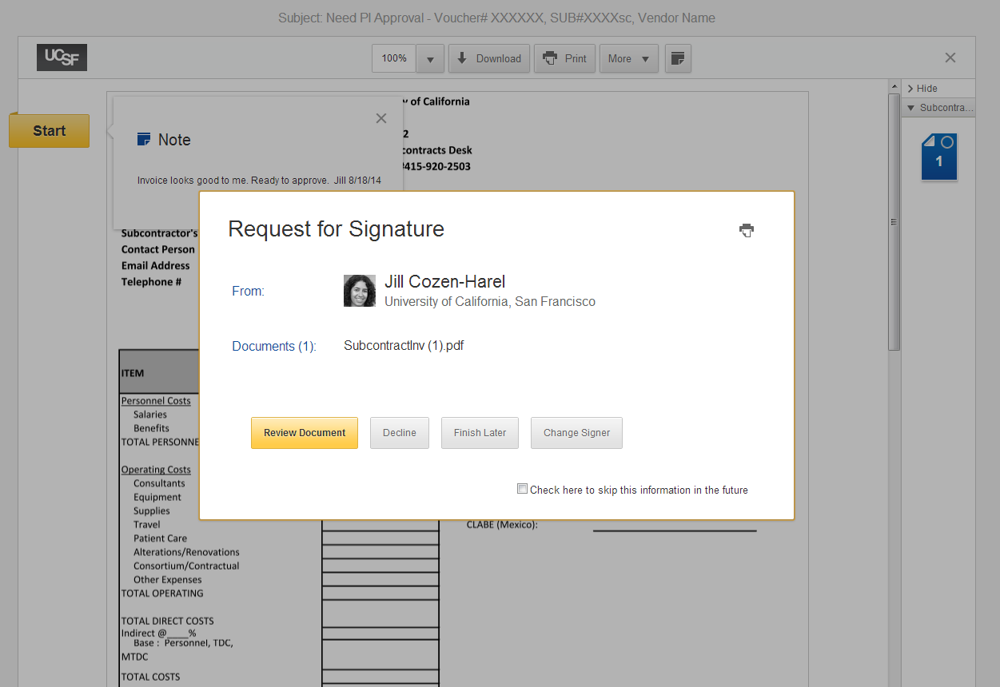 Subject: Need PI Approval - Voucher# XXXXXX, SUB#XXXXsc, Vendor Name
UCSF
100%
Download
Print
More
Hide
Subcontra...
1
Start
Note
Invoice looks good to me. Ready to approve. Jill 8/18/14
of California
2
contracts Desk
415-920-2503
Subcontractor's
Contact Person
Email Address
Telephone #
Request for Signature
From:
Jill Cozen-Harel
University of California, San Francisco
Documents (1):
SubcontractInv (1).pdf
Review Document
Decline
Finish Later
Change Signer
Check here to skip this information in the future
ITEM
Personnel Costs
Salaries
Benefits
TOTAL PERSONNE
Operating Costs
Consultants
Equipment
Supplies
Travel
Patient Care
Alterations/Renovations
Consortium/Contractual
Other Expenses
TOTAL OPERATING
TOTAL DIRECT COSTS
Indirect @____%
Base : Personnel, TDC,
MTDC
TOTAL COSTS
CLABE (Mexico):